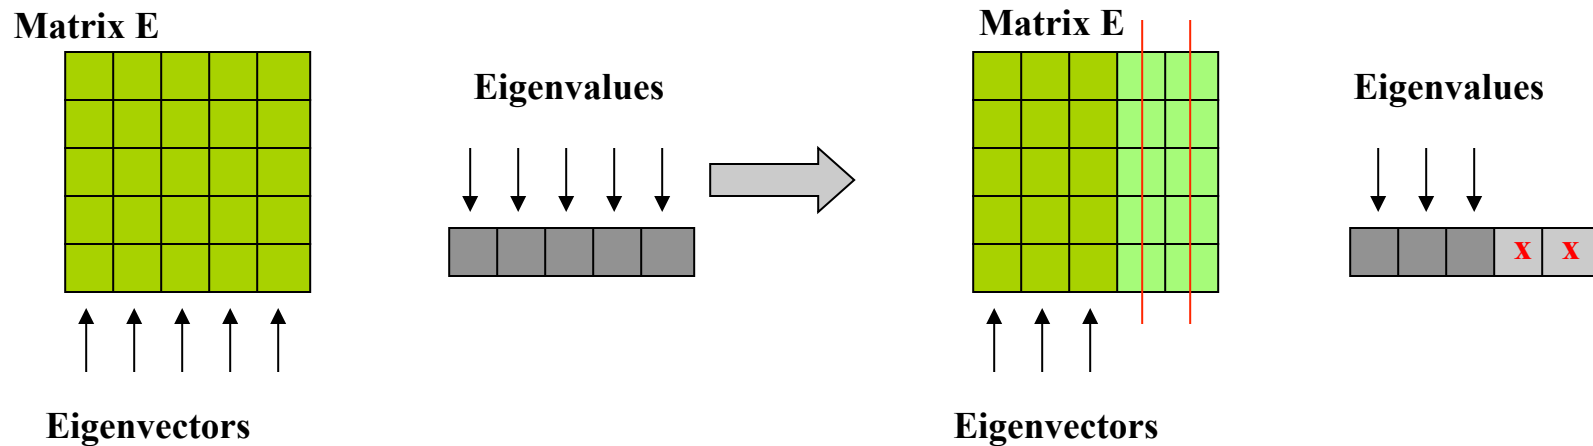 Matrix E
Matrix E
Eigenvalues
Eigenvalues
x x
Eigenvectors
Eigenvectors